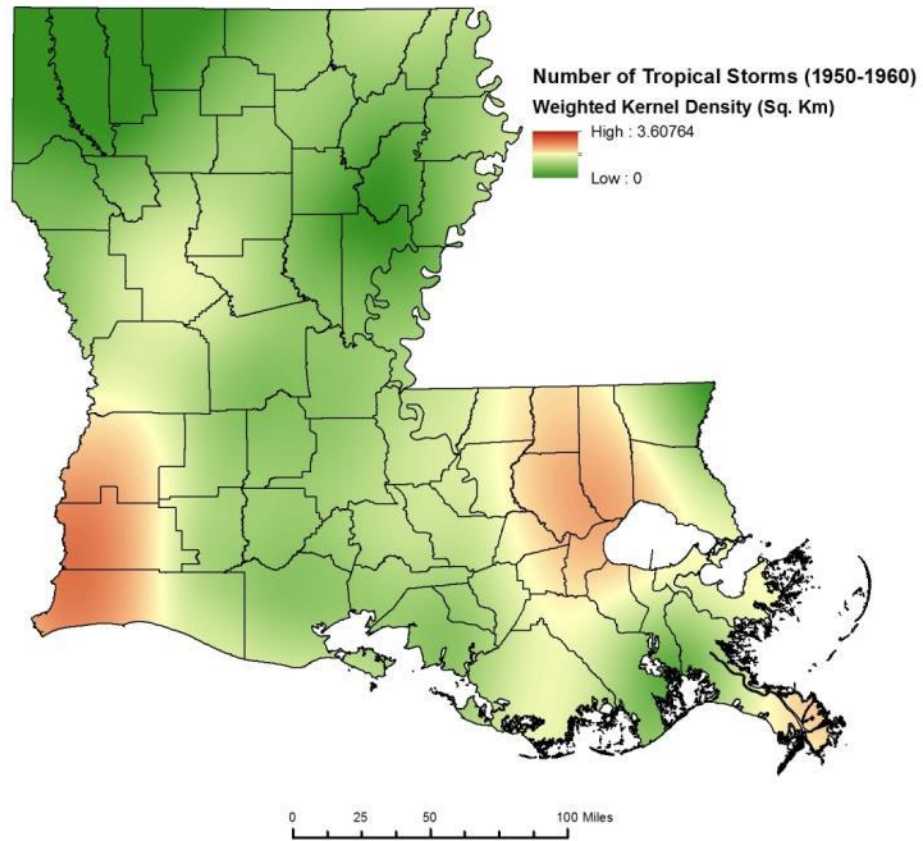 Number of Tropical Storms (1950-1960)
Weighted Kernel Density (Sq. Km)
High : 3.60764
Low : 0
0 25 50 100 Miles